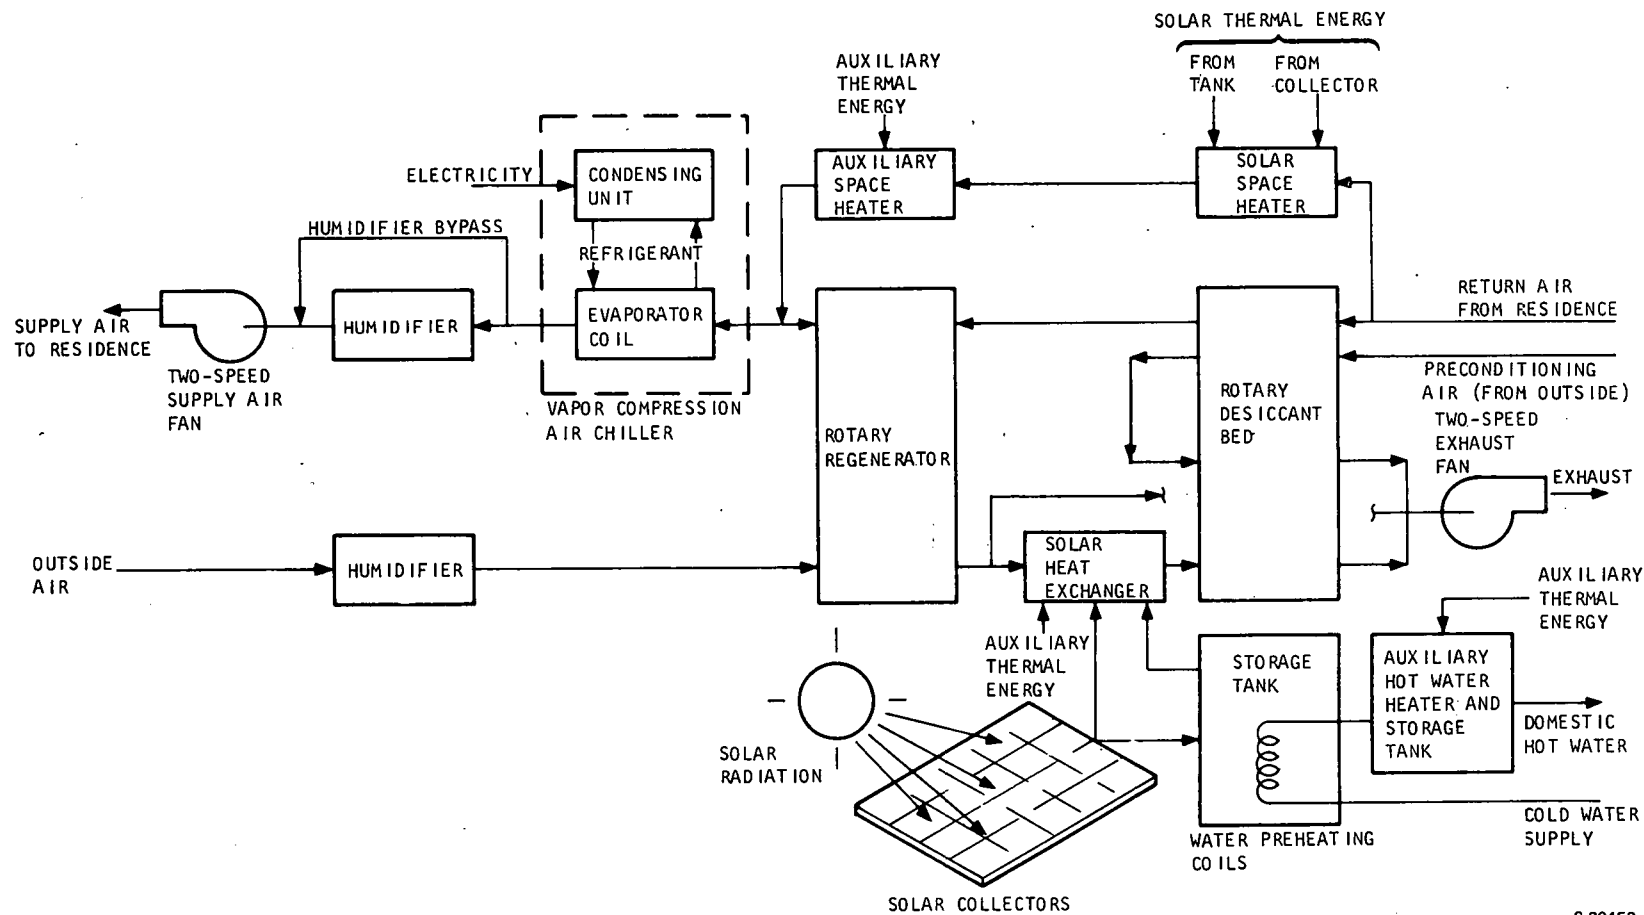 SOLAR THERMAL ENERGY
FROM
TANK
FROM
COLLECTOR
AUXILIARY
THERMAL
ENERGY
ELECTRICITY
CONDENSING
UNIT
AUXILIARY
SPACE
HEATER
SOLAR
SPACE
HEATER
HUMIDIFIER BYPASS
REFRIGERANT
SUPPLY AIR
TO RESIDENCE
HUMIDIFIER
EVAPORATOR
COIL
RETURN AIR
FROM RESIDENCE
TWO-SPEED
SUPPLY AIR
FAN
VAPOR COMPRESSION
AIR CHILLER
ROTARY
REGENERATOR
ROTARY
DESICCANT
BED
PRECONDITIONING
AIR (FROM OUTSIDE)
TWO-SPEED
EXHAUST
FAN
EXHAUST
OUTSIDE
AIR
HUMIDIFIER
SOLAR
HEAT
EXCHANGER
AUXILIARY
THERMAL
ENERGY
AUXILIARY
THERMAL
ENERGY
STORAGE
TANK
AUXILIARY
HOT WATER
HEATER AND
STORAGE
TANK
DOMESTIC
HOT WATER
SOLAR
RADIATION
COLD WATER
SUPPLY
WATER PREHEATING
COILS
SOLAR COLLECTORS